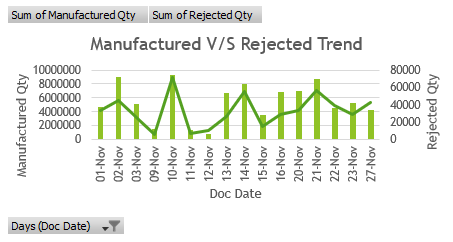 Sum of Manufactured Qty Sum of Rejected Qty
Manufactured V/S Rejected Trend
Manufactured Qty
10000000
8000000
6000000
4000000
2000000
0
80000
60000
40000
20000
0
Rejected Qty
01-Nov 02-Nov 03-Nov 09-Nov 10-Nov 11-Nov 12-Nov 13-Nov 14-Nov 15-Nov 16-Nov 20-Nov 21-Nov 22-Nov 23-Nov 27-Nov
Doc Date
Days (Doc Date)